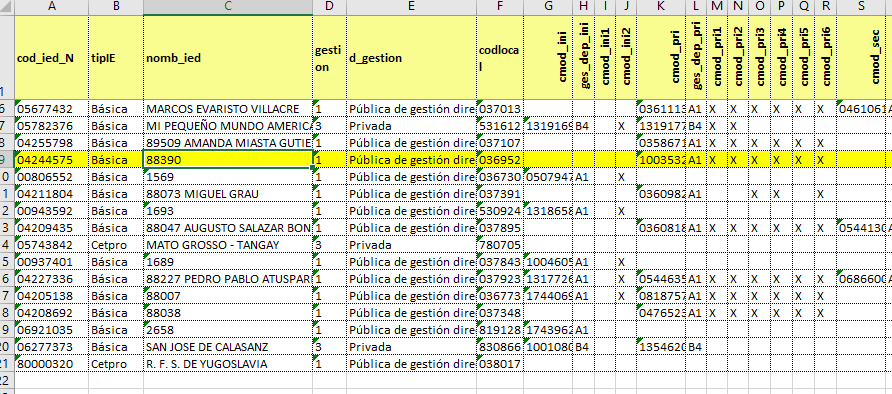 A B C D E F G H I J K L M N O P Q R S
1 cod_ied_N tipIE nomb_ied gesti on d_gestion codloca l cmod_ini ges_dep_ini cmod_ini1 cmod_ini2 cmod_pri ges_dep_pri cmod_pri1 cmod_pri2 cmod_pri3 cmod_pri4 cmod_pri5 cmod_pri6 cmod_sec
6 05677432 Básica MARCOS EVARISTO VILLACRE 1 Pública de gestión dire 037013 0361113 A1 X X X X X X 0461061
7 05782376 Básica MI PEQUEÑO MUNDO AMERICA 3 Privada 531612 1319169 B4 X 1319177 B4 X X
8 04255798 Básica 89509 AMANDA MIASTA GUTIE 1 Pública de gestión dire 037107 0358671 A1 X X X X X X
9 04244575 Básica 88390 1 Pública de gestión dire 036952 1003532 A1 X X X X X X
0 00806552 Básica 1569 1 Pública de gestión dire 036730 0507947 A1 X
1 04211804 Básica 88073 MIGUEL GRAU 1 Pública de gestión dire 037391 0360982 A1 X X X
2 00943592 Básica 1693 1 Pública de gestión dire 530924 1318658 A1 X
3 04209435 Básica 88047 AUGUSTO SALAZAR BON 1 Pública de gestión dire 037895 0360818 A1 X X X X X X 0544130
4 05743842 Cetpro MATO GROSSO - TANGAY 3 Privada 780705
5 00937401 Básica 1689 1 Pública de gestión dire 037843 1004605 A1 X
6 04227336 Básica 88227 PEDRO PABLO ATUSPAR 1 Pública de gestión dire 037923 1317726 A1 X 0544635 A1 X X X X X X 0686600
7 04205138 Básica 88007 1 Pública de gestión dire 036773 1744069 A1 X 0818757 A1 X X X X X X
8 04208692 Básica 88038 1 Pública de gestión dire 037348 0476523 A1 X X X X X X
9 06921035 Básica 2658 1 Pública de gestión dire 819128 1743962 A1
20 06277373 Básica SAN JOSE DE CALASANZ 3 Privada 830866 1001080 B4 1354620 B4
21 80000320 Cetpro R. F. S. DE YUGOSLAVIA 1 Pública de gestión dire 038017
22